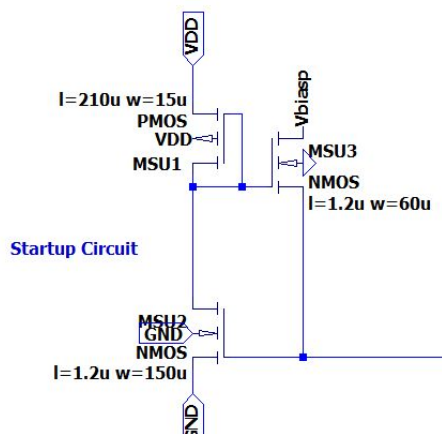 VDD
l=210u w=15u
PMOS
VDD
MSU1
Vbiasp
MSU3
NMOS
l=1.2u w=60u
Startup Circuit
MSU2
GND
NMOS
l=1.2u w=150u
GND